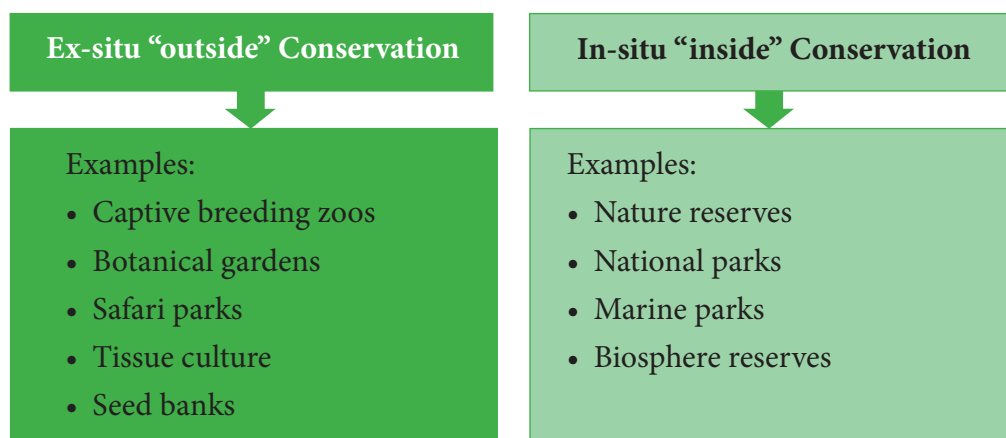 Ex-situ “outside” Conservation
Examples:
• Captive breeding zoos
• Botanical gardens
• Safari parks
• Tissue culture
• Seed banks
In-situ “inside” Conservation
Examples:
• Nature reserves
• National parks
• Marine parks
• Biosphere reserves